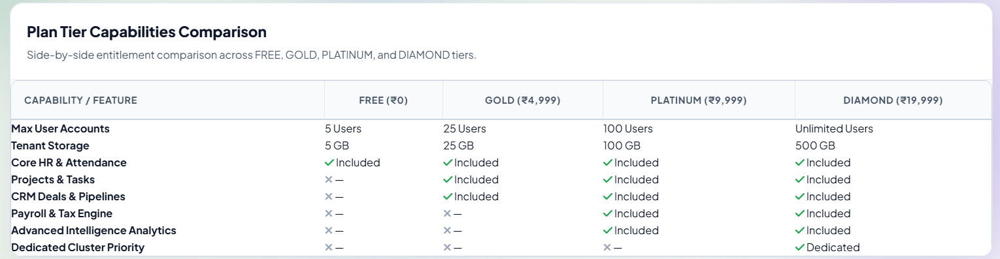 Plan Tier Capabilities Comparison
Side-by-side entitlement comparison across FREE, GOLD, PLATINUM, and DIAMOND tiers.
CAPABILITY / FEATURE FREE (₹0) GOLD (₹4,999) PLATINUM (₹9,999) DIAMOND (₹19,999)
Max User Accounts 5 Users 25 Users 100 Users Unlimited Users
Tenant Storage 5 GB 25 GB 100 GB 500 GB
Core HR & Attendance ✓ Included ✓ Included ✓ Included ✓ Included
Projects & Tasks ✕ — ✓ Included ✓ Included ✓ Included
CRM Deals & Pipelines ✕ — ✓ Included ✓ Included ✓ Included
Payroll & Tax Engine ✕ — ✕ — ✓ Included ✓ Included
Advanced Intelligence Analytics ✕ — ✕ — ✓ Included ✓ Included
Dedicated Cluster Priority ✕ — ✕ — ✕ — ✓ Dedicated